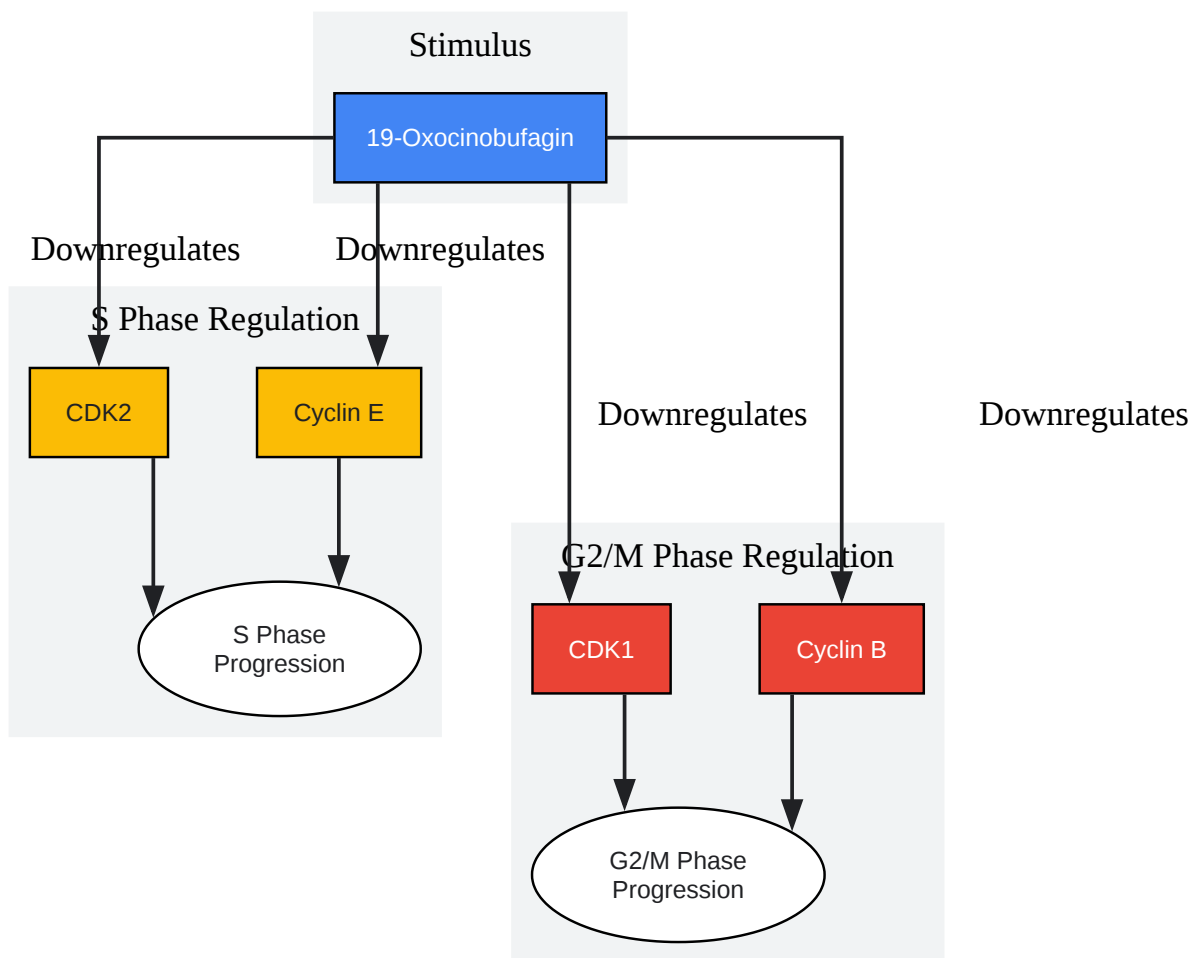 Stimulus
19-Oxocinobufagin
Downregulates
Downregulates
S Phase Regulation
CDK2
Cyclin E
Downregulates
Downregulates
G2/M Phase Regulation
S Phase
Progression
CDK1
Cyclin B
G2/M Phase
Progression